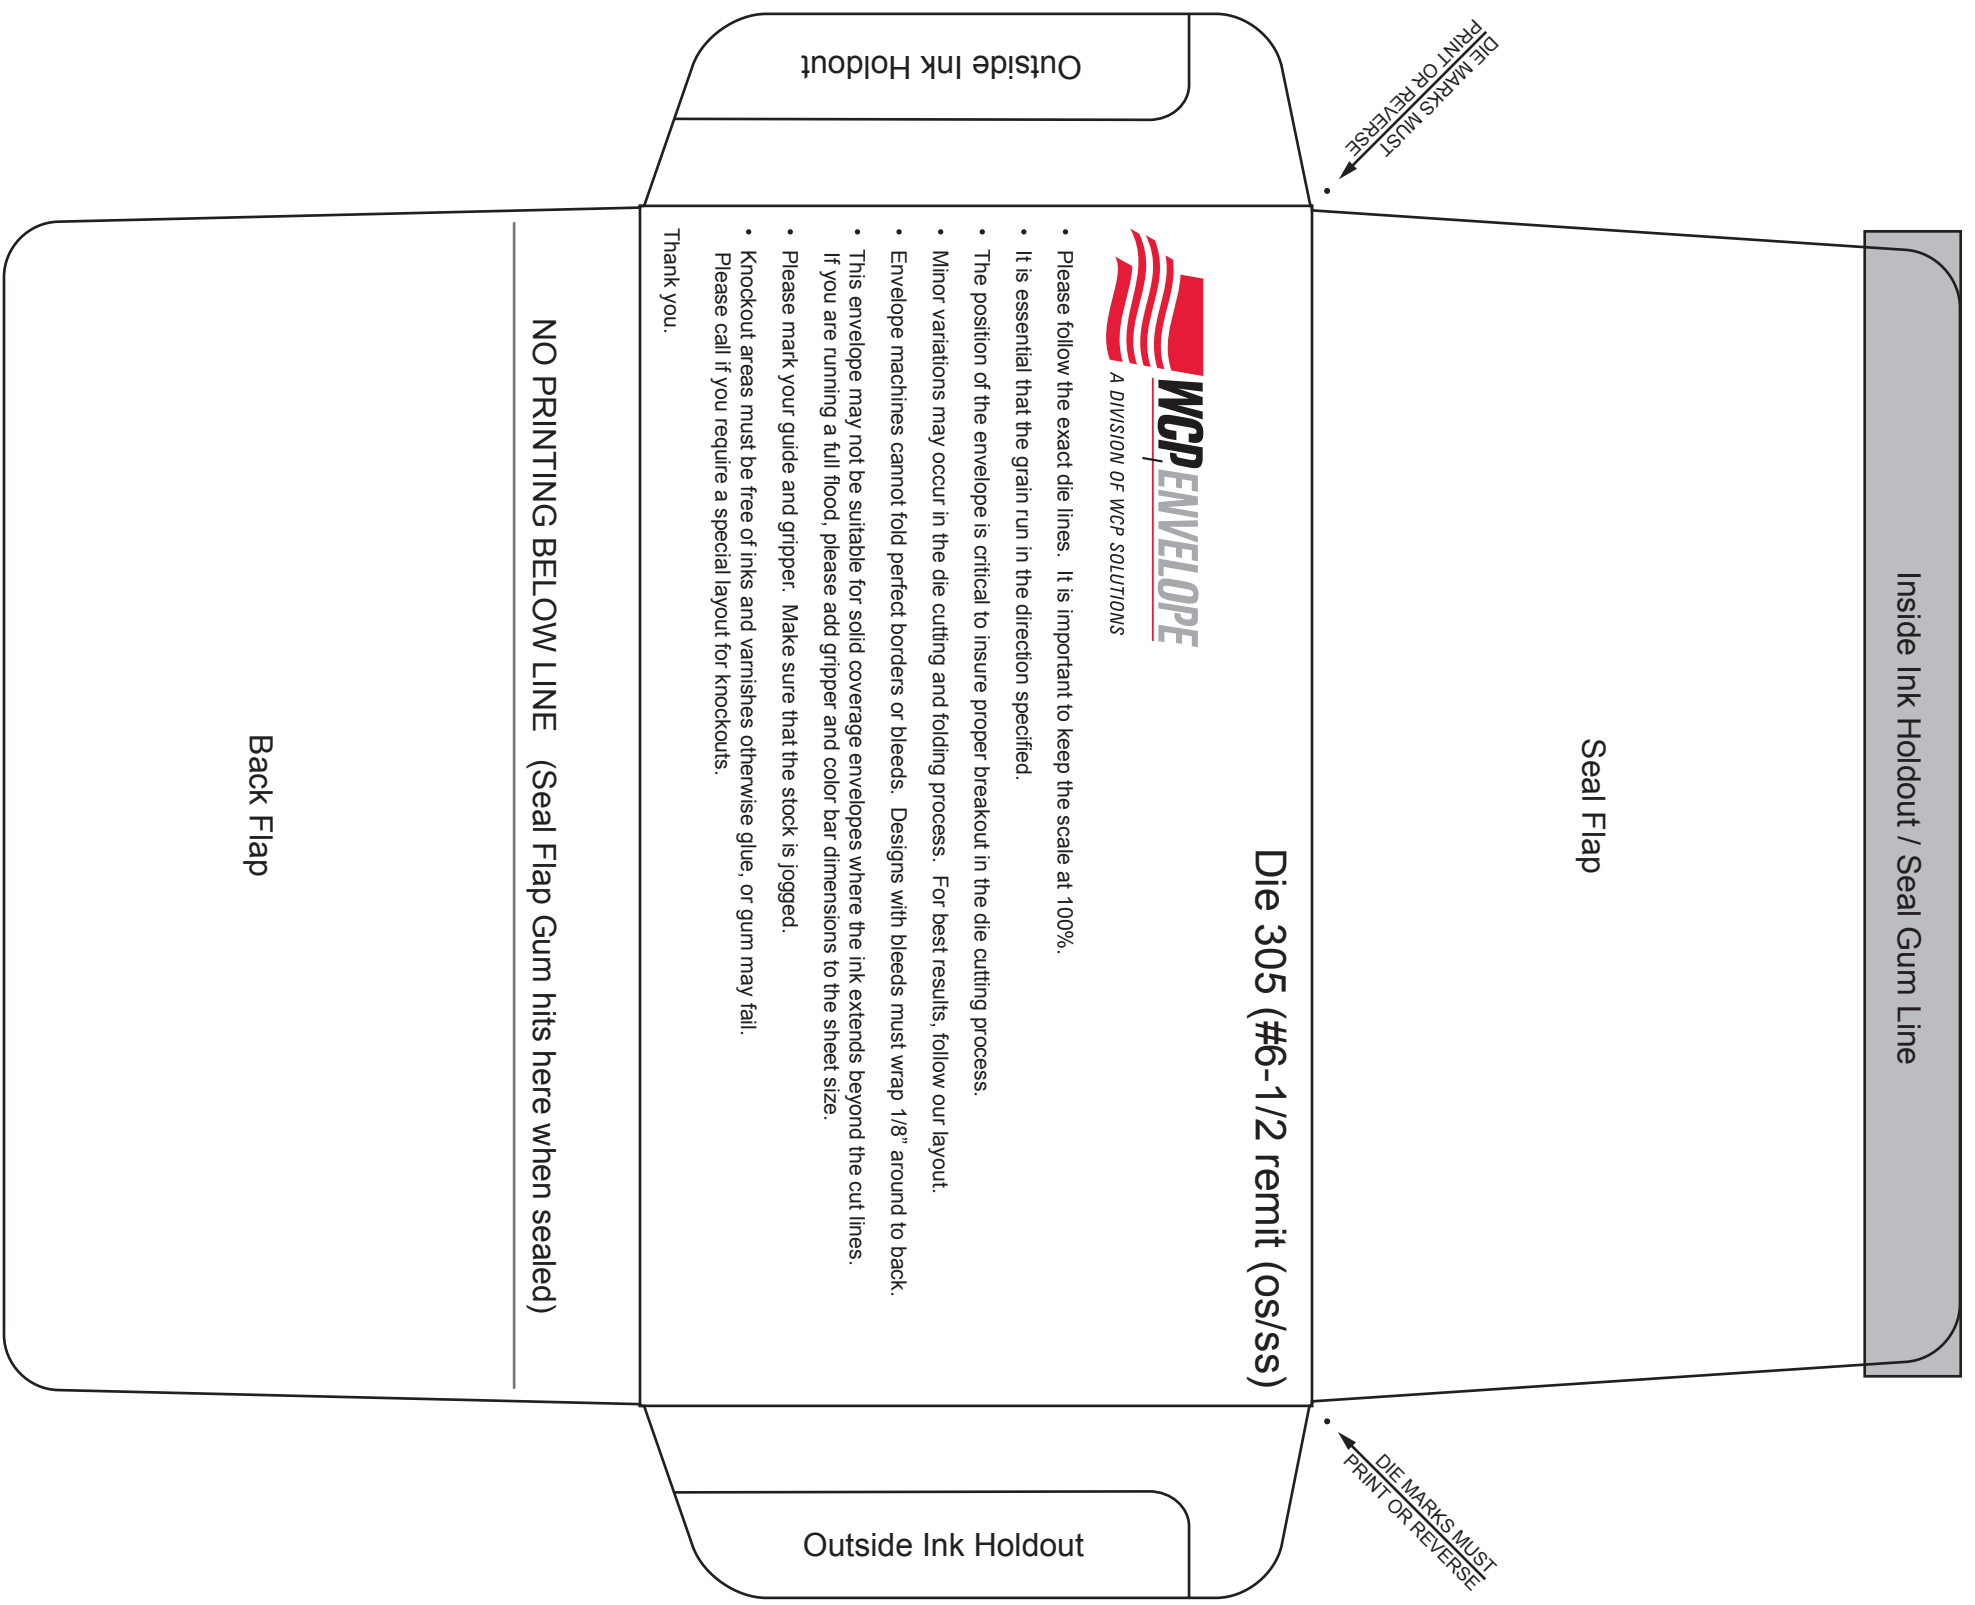 Inside Ink Holdout / Seal Gum Line
Seal Flap
DIE MARKS MUST
PRINT OR REVERSE
DIE MARKS MUST
PRINT OR REVERSE
Die 305 (#6-1/2 remit (os/ss)
WCP ENVELOPE
A DIVISION OF WCP SOLUTIONS
• Please follow the exact die lines.  It is important to keep the scale at 100%.
• It is essential that the grain run in the direction specified.
• The position of the envelope is critical to insure proper breakout in the die cutting process.
• Minor variations may occur in the die cutting and folding process.  For best results, follow our layout.
• Envelope machines cannot fold perfect borders or bleeds.  Designs with bleeds must wrap 1/8” around to back.
• This envelope may not be suitable for solid coverage envelopes where the ink extends beyond the cut lines.
If you are running a full flood, please add gripper and color bar dimensions to the sheet size.
• Please mark your guide and gripper.  Make sure that the stock is jogged.
• Knockout areas must be free of inks and varnishes otherwise glue, or gum may fail.
Please call if you require a special layout for knockouts.
Thank you.
Outside Ink Holdout
Outside Ink Holdout
NO PRINTING BELOW LINE   (Seal Flap Gum hits here when sealed)
Back Flap